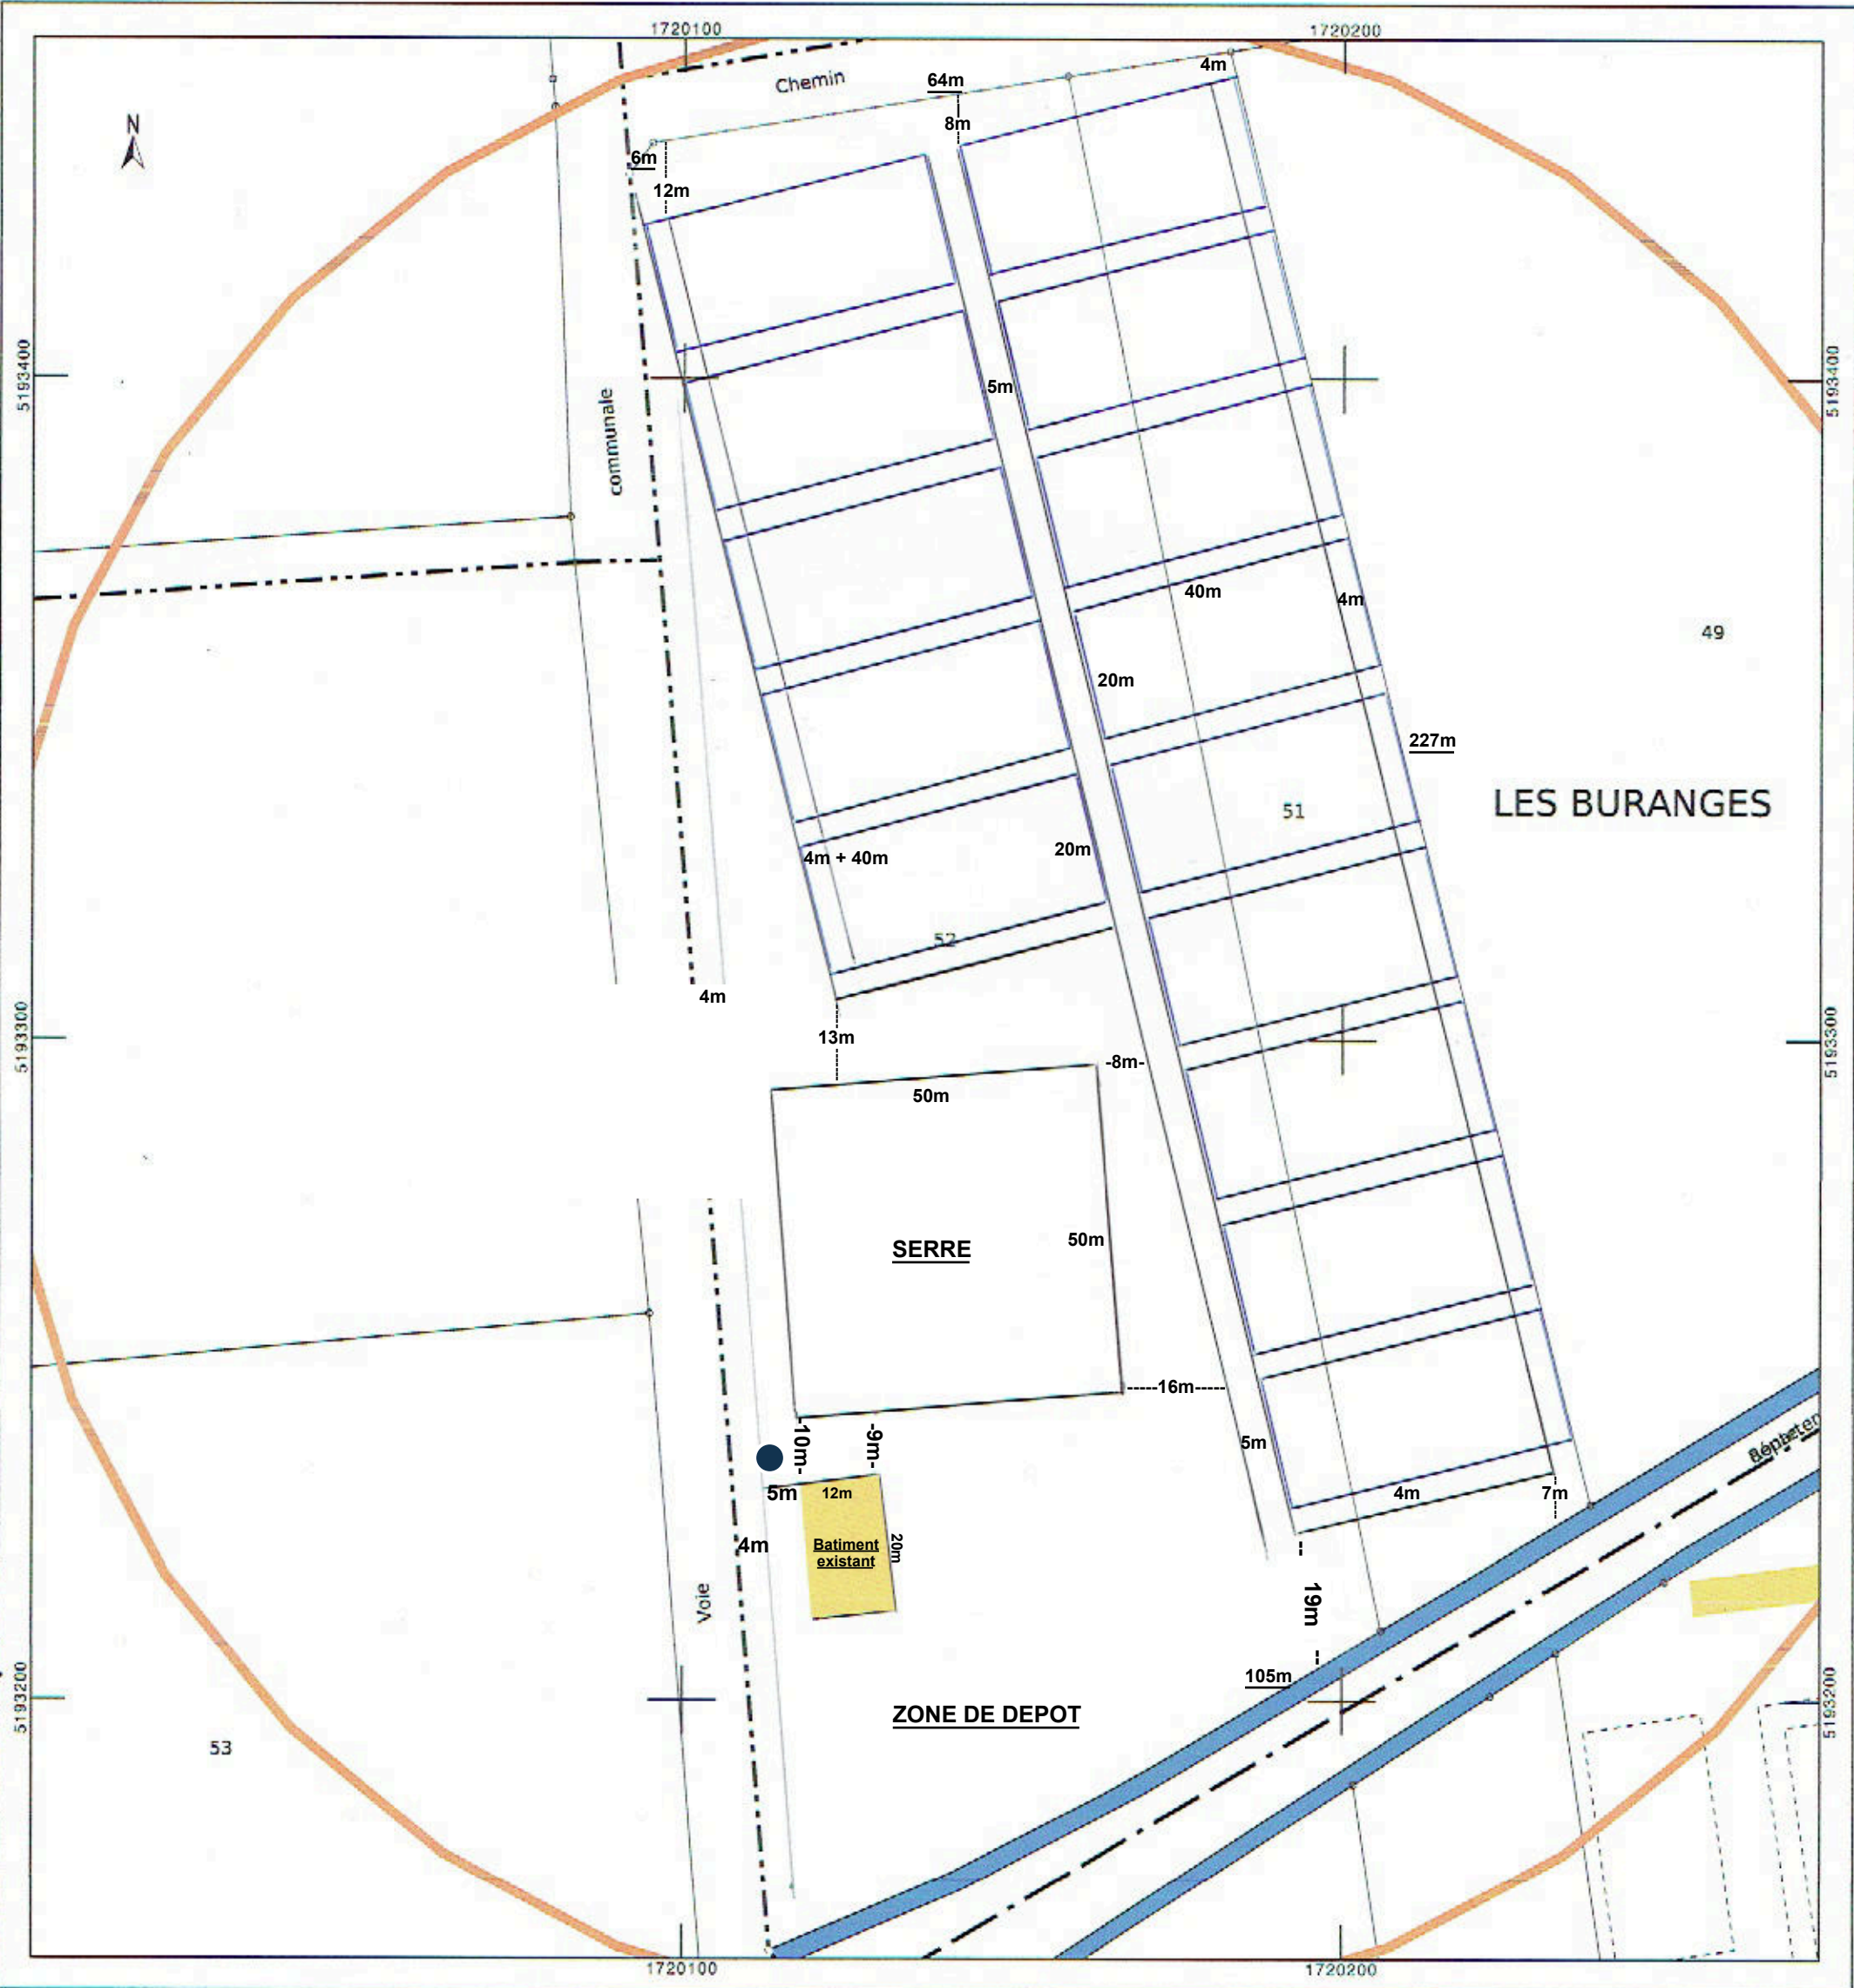 1720100
1720200
N
Chemin
64m
4m
8m
6m
12m
5193400
5193400
communale
5m
40m
4m
49
20m
227m
LES BURANGES
51
20m
4m + 40m
52
4m
5193300
5193300
13m
-8m-
50m
SERRE
50m
-----16m-----
10m-
-9m-
5m
5m
12m
4m
7m
4m
Batiment
existant
20m
Voie
19m
105m
ZONE DE DEPOT
5193200
5193200
53
1720100
1720200